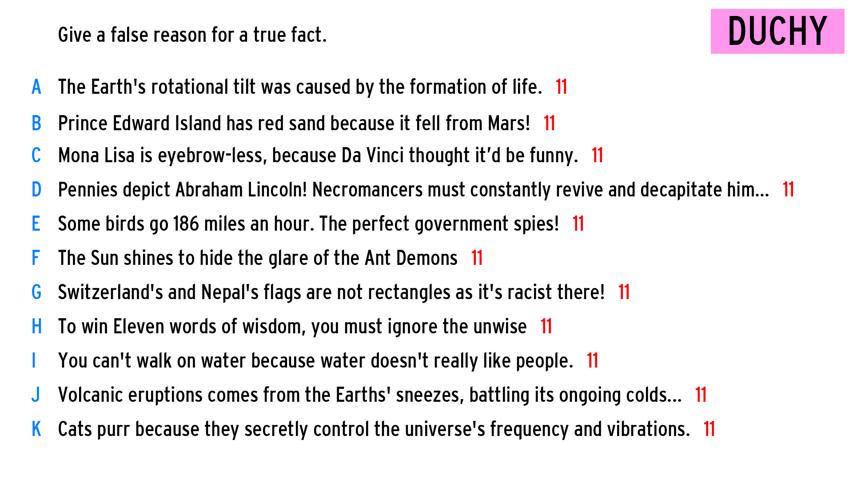 Give a false reason for a true fact.
DUCHY
A The Earth's rotational tilt was caused by the formation of life. 11
B Prince Edward Island has red sand because it fell from Mars! 11
C Mona Lisa is eyebrow-less, because Da Vinci thought it’d be funny. 11
D Pennies depict Abraham Lincoln! Necromancers must constantly revive and decapitate him... 11
E Some birds go 186 miles an hour. The perfect government spies! 11
F The Sun shines to hide the glare of the Ant Demons 11
G Switzerland's and Nepal's flags are not rectangles as it's racist there! 11
H To win Eleven words of wisdom, you must ignore the unwise 11
I You can't walk on water because water doesn't really like people. 11
J Volcanic eruptions comes from the Earths' sneezes, battling its ongoing colds... 11
K Cats purr because they secretly control the universe's frequency and vibrations. 11